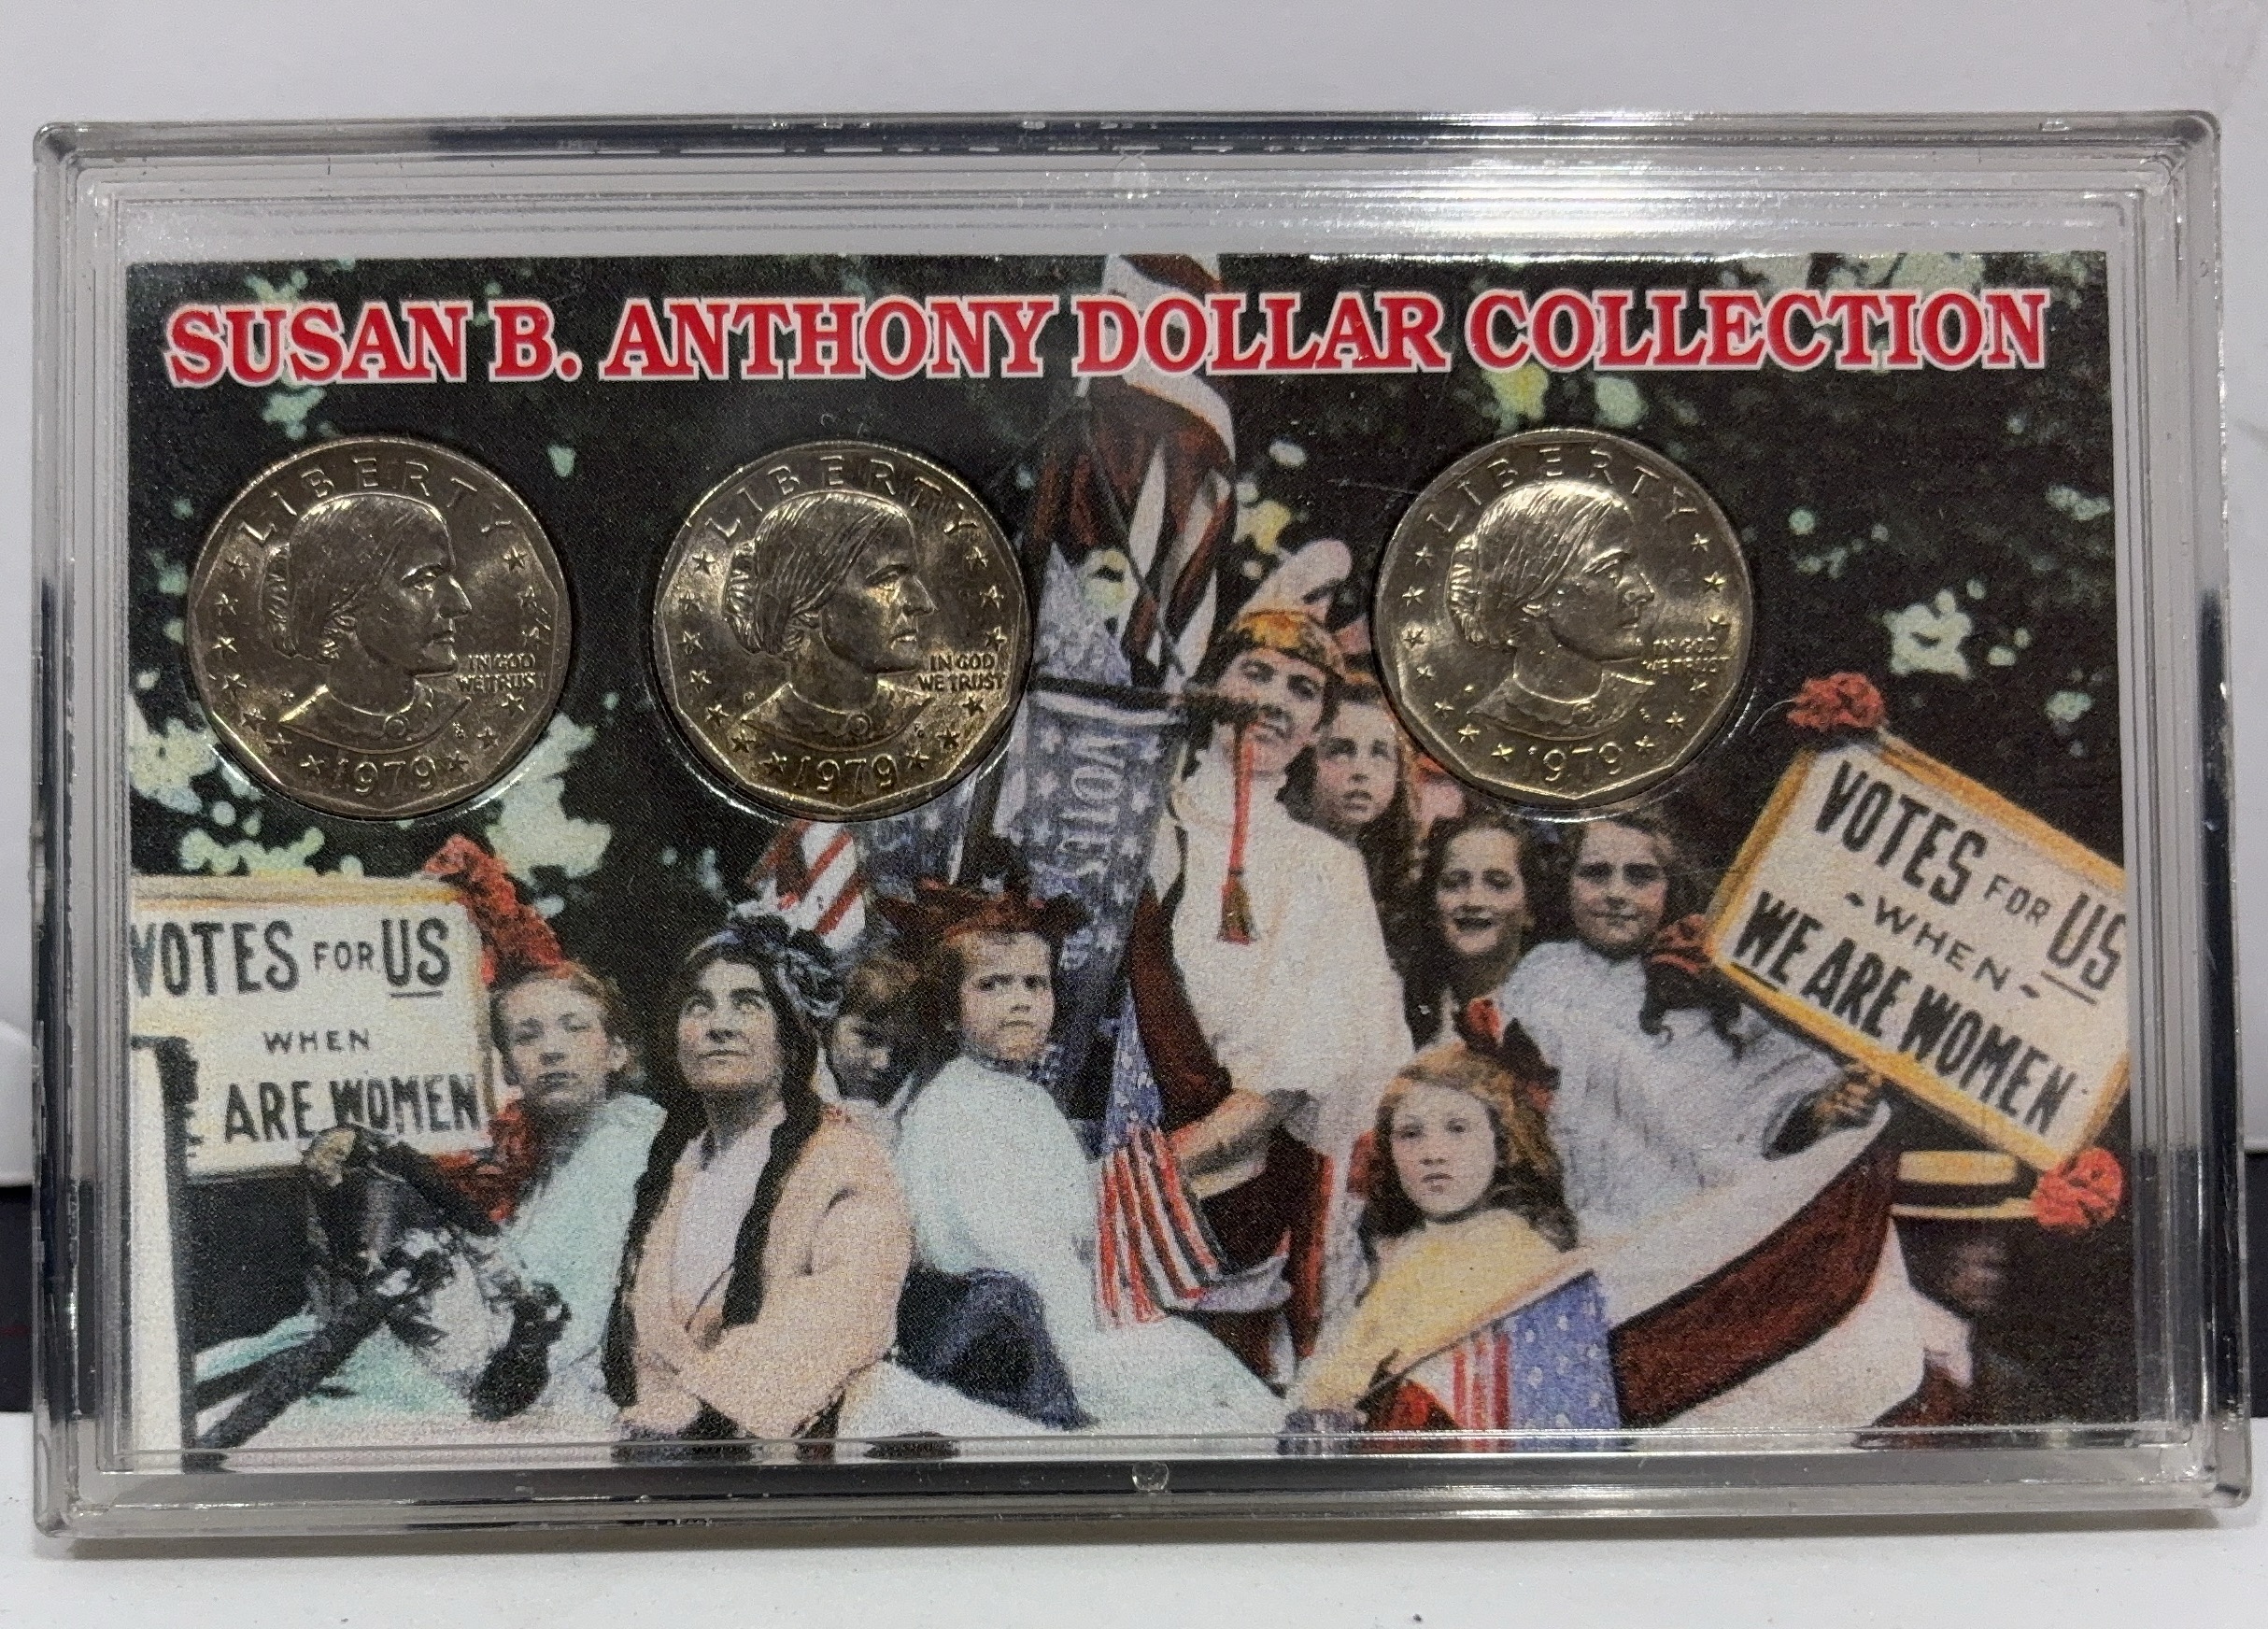 SUSAN B. ANTHONY DOLLAR COLLECTION
LIBERTY
IN GOD
WE TRUST
1979
LIBERTY
IN GOD
WE TRUST
1979
LIBERTY
IN GOD
WE TRUST
1979
VOTES
VOTES FOR US
WHEN
E ARE WOMEN
VOTES FOR US
- WHEN -
WE ARE WOMEN